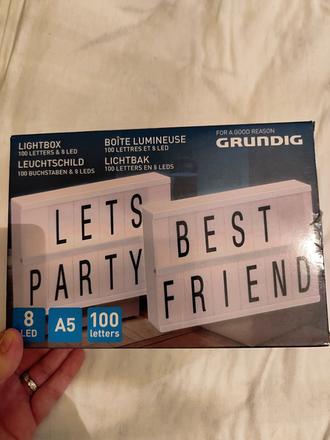 LIGHTBOX
100 LETTERS & 8 LED
LEUCHTSCHILD
100 BUCHSTABEN & 8 LEDS
BOÎTE LUMINEUSE
100 LETTRES ET 8 LED
LICHTBAK
100 LETTERS EN 8 LEDS
FOR A GOOD REASON
GRUNDIG
LETS
PARTY
BEST
FRIEND
8
LED
A5
100
letters